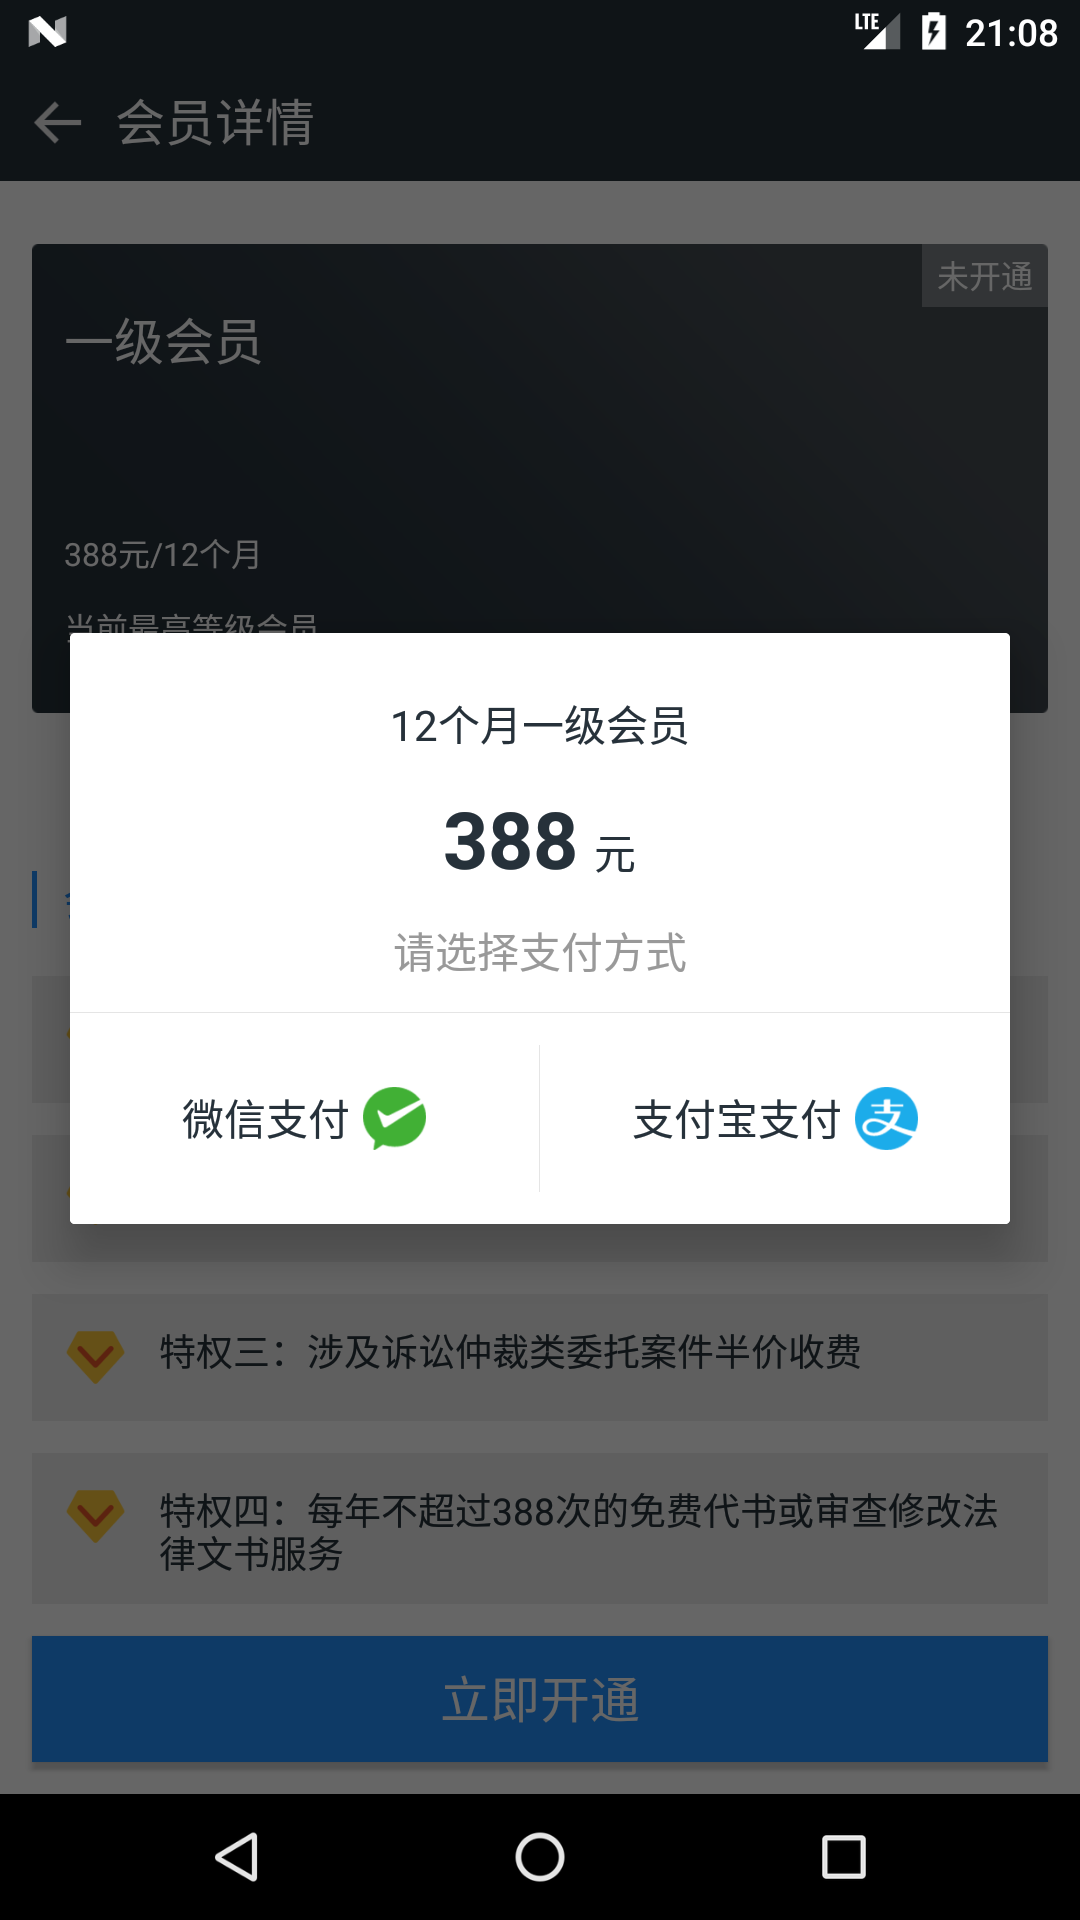 LTE 21:08
会员详情
未开通
一级会员
388元/12个月
当前最高等级会员
12个月一级会员
388 元
请选择支付方式
微信支付
支付宝支付
特权三：涉及诉讼仲裁类委托案件半价收费
特权四：每年不超过388次的免费代书或审查修改法
律文书服务
立即开通